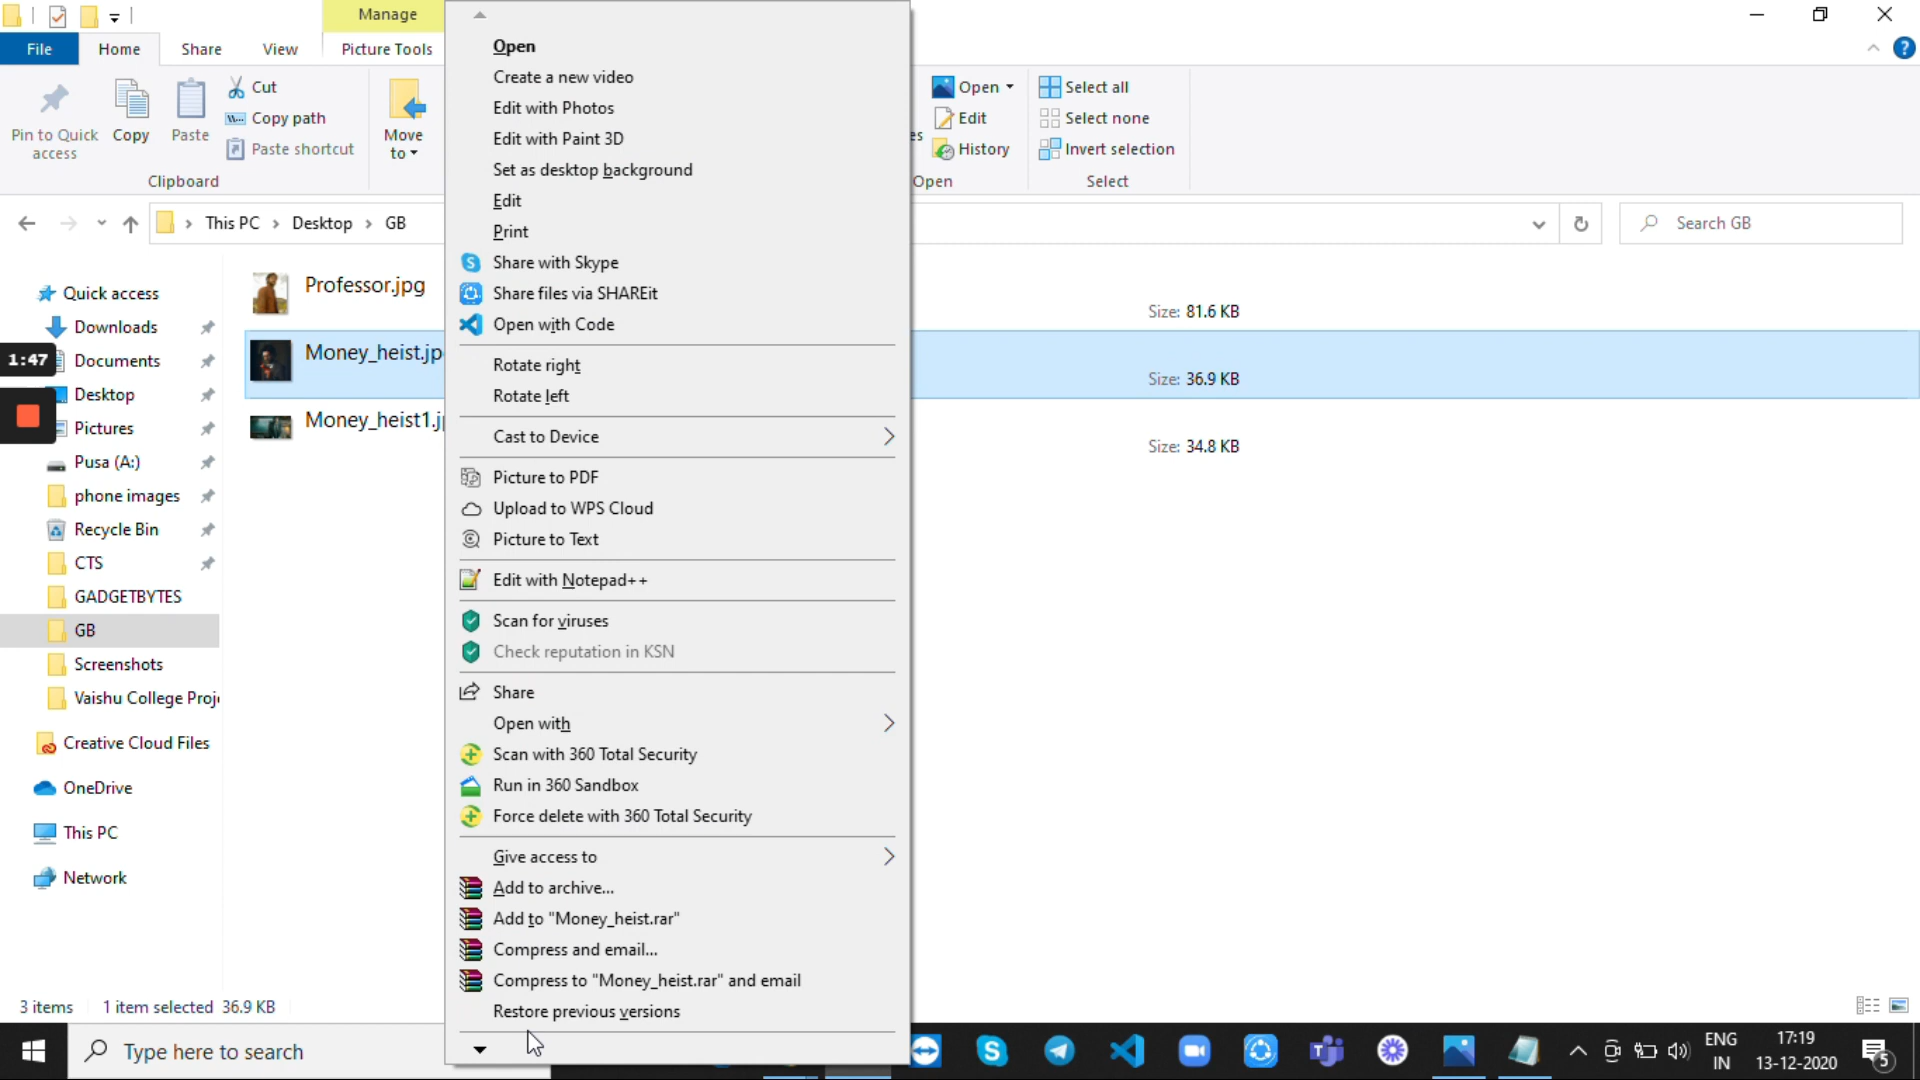 Manage
File
Home
Share
View
Picture Tools
Pin to Quick access
Copy
Paste
Cut
Copy path
Paste shortcut
Clipboard
Move to
Open
Edit
History
Open
Select all
Select none
Invert selection
Select
This PC > Desktop > GB
Search GB
Quick access
Downloads
Documents
Desktop
Pictures
Pusa (A:)
phone images
Recycle Bin
CTS
GADGETBYTES
GB
Screenshots
Vaishu College Proj
Creative Cloud Files
OneDrive
This PC
Network
1:47
Professor.jpg
Size: 81.6 KB
Money_heist.jp
Size: 36.9 KB
Money_heist1.j
Size: 34.8 KB
Open
Create a new video
Edit with Photos
Edit with Paint 3D
Set as desktop background
Edit
Print
Share with Skype
Share files via SHAREit
Open with Code
Rotate right
Rotate left
Cast to Device
Picture to PDF
Upload to WPS Cloud
Picture to Text
Edit with Notepad++
Scan for viruses
Check reputation in KSN
Share
Open with
Scan with 360 Total Security
Run in 360 Sandbox
Force delete with 360 Total Security
Give access to
Add to archive...
Add to "Money_heist.rar"
Compress and email...
Compress to "Money_heist.rar" and email
Restore previous versions
3 items 1 item selected 36.9 KB
Type here to search
ENG
IN
17:19
13-12-2020
5